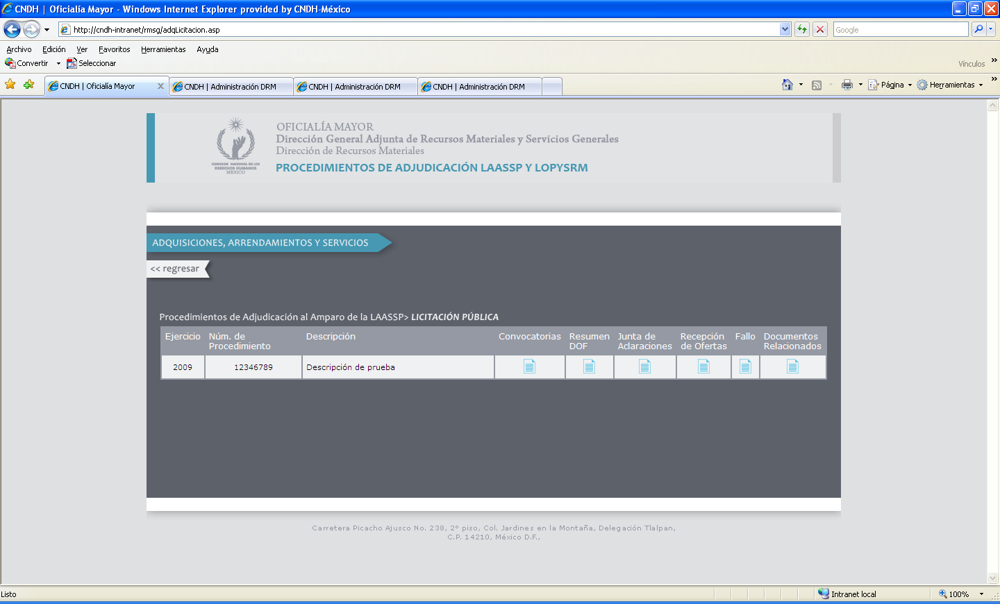 CNDH | Oficialía Mayor - Windows Internet Explorer provided by CNDH-México
http://cndh-intranet/rmsg/adqLicitacion.asp
Google
Archivo Edición Ver Favoritos Herramientas Ayuda
Convertir Seleccionar
Vínculos »
CNDH | Oficialía Mayor CNDH | Administración DRM CNDH | Administración DRM CNDH | Administración DRM
Página Herramientas »
OFICIALÍA MAYOR
Dirección General Adjunta de Recursos Materiales y Servicios Generales
Dirección de Recursos Materiales
PROCEDIMIENTOS DE ADJUDICACIÓN LAASSP Y LOPYSRM
COMISION NACIONAL DE LOS
DERECHOS HUMANOS
MEXICO
ADQUISICIONES, ARRENDAMIENTOS Y SERVICIOS
<< regresar
Procedimientos de Adjudicación al Amparo de la LAASSP> LICITACIÓN PÚBLICA
Ejercicio Núm. de Procedimiento Descripción Convocatorias Resumen DOF Junta de Aclaraciones Recepción de Ofertas Fallo Documentos Relacionados
2009 12346789 Descripción de prueba
Carretera Picacho Ajusco No. 238, 2° piso, Col. Jardines en la Montaña, Delegación Tlalpan,
C.P. 14210, México D.F.,
Listo Intranet local 100%